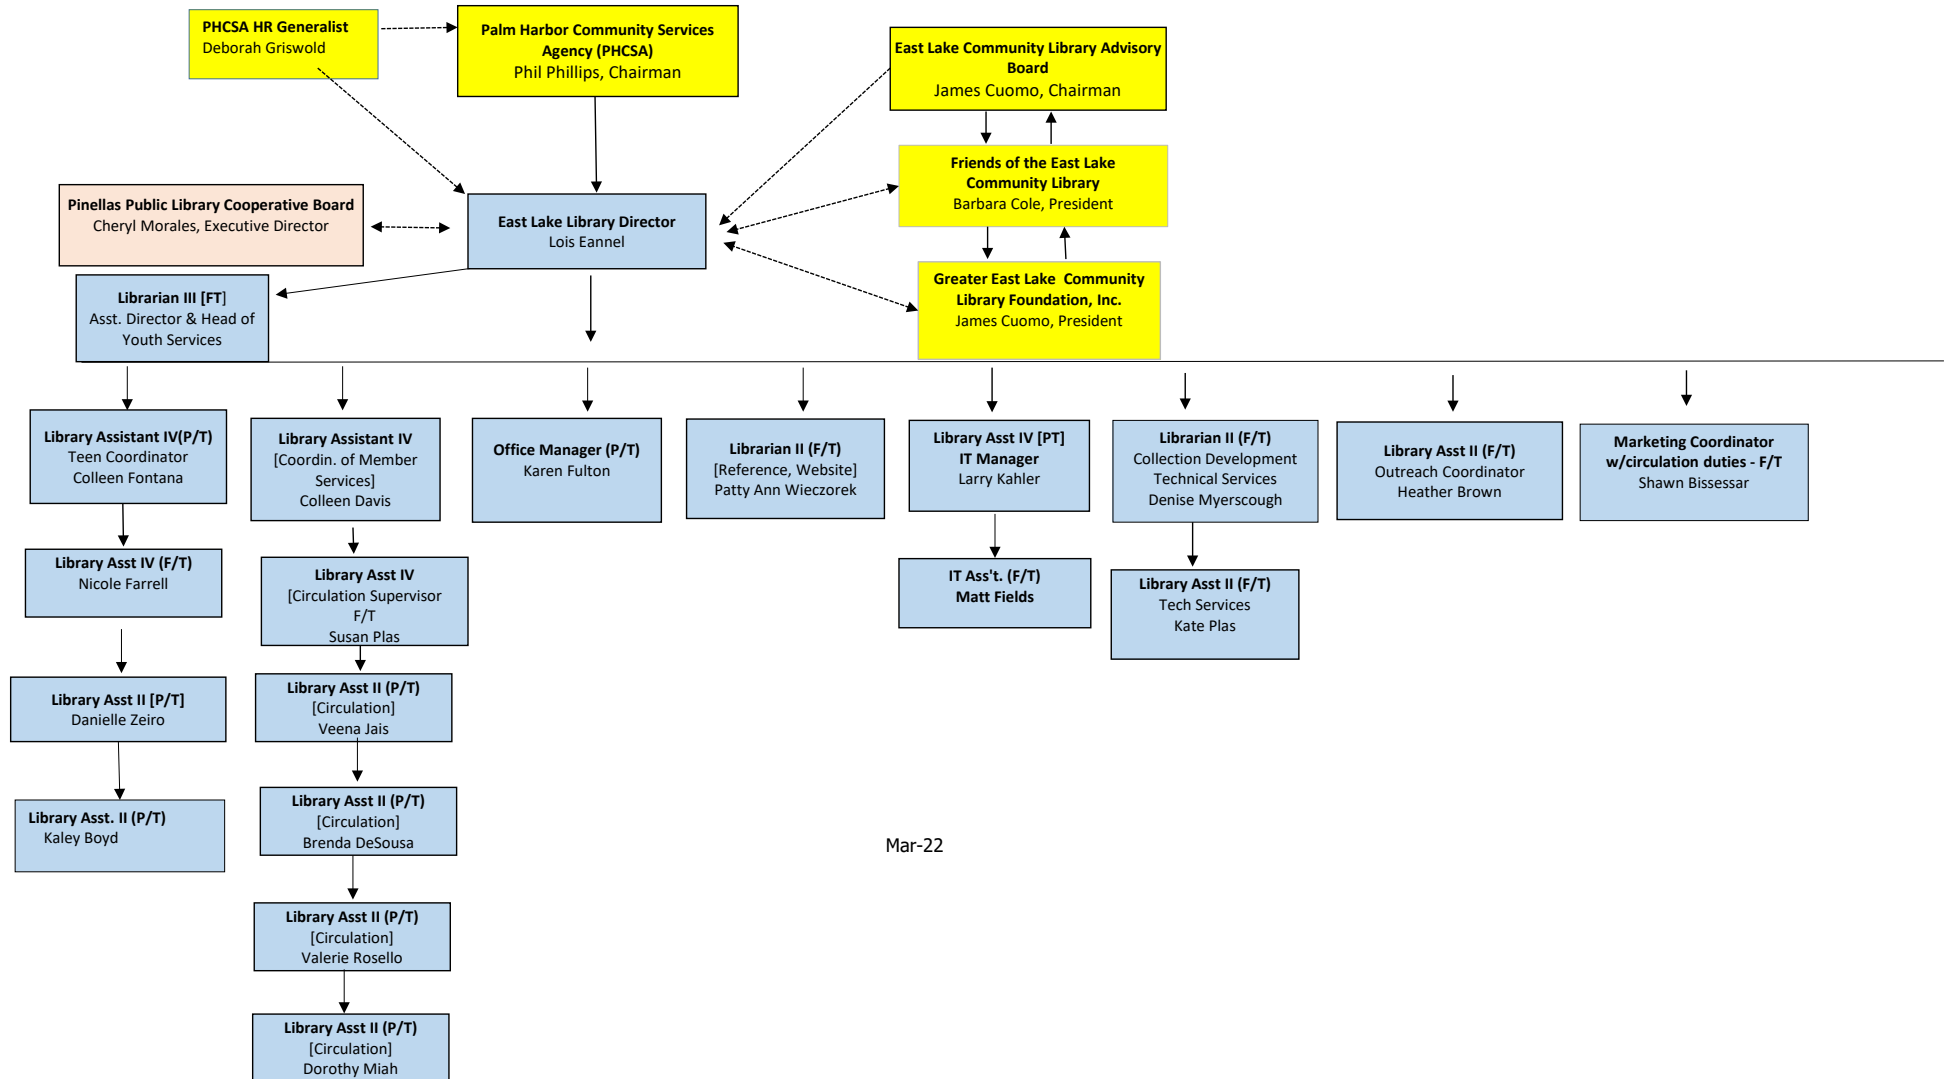 PHCSA HR Generalist
Deborah Griswold
Palm Harbor Community Services
Agency (PHCSA)
Phil Phillips, Chairman
East Lake Community Library Advisory
Board
James Cuomo, Chairman
Friends of the East Lake
Community Library
Barbara Cole, President
Pinellas Public Library Cooperative Board
Cheryl Morales, Executive Director
East Lake Library Director
Lois Eannel
Greater East Lake  Community
Library Foundation, Inc.
James Cuomo, President
Librarian III [FT]
Asst. Director & Head of
Youth Services
Library Assistant IV(P/T)
Teen Coordinator
Colleen Fontana
Library Assistant IV
[Coordin. of Member
Services]
Colleen Davis
Office Manager (P/T)
Karen Fulton
Librarian II (F/T)
[Reference, Website]
Patty Ann Wieczorek
Library Asst IV [PT]
IT Manager
Larry Kahler
Librarian II (F/T)
Collection Development
Technical Services
Denise Myerscough
Library Asst II (F/T)
Outreach Coordinator
Heather Brown
Marketing Coordinator
w/circulation duties - F/T
Shawn Bissessar
Library Asst IV (F/T)
Nicole Farrell
Library Asst IV
[Circulation Supervisor
F/T
Susan Plas
IT Ass't. (F/T)
Matt Fields
Library Asst II (F/T)
Tech Services
Kate Plas
Library Asst II [P/T]
Danielle Zeiro
Library Asst II (P/T)
[Circulation]
Veena Jais
Library Asst. II (P/T)
Kaley Boyd
Library Asst II (P/T)
[Circulation]
Brenda DeSousa
Mar-22
Library Asst II (P/T)
[Circulation]
Valerie Rosello
Library Asst II (P/T)
[Circulation]
Dorothy Miah